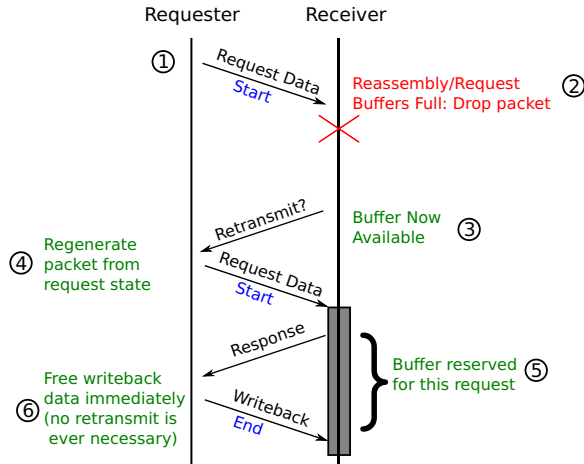 Requester
Receiver
①
Request Data
Start
Reassembly/Request
Buffers Full: Drop packet
②
Retransmit?
Buffer Now
Available
③
④
Regenerate
packet from
request state
Request Data
Start
Response
Buffer reserved
for this request
⑤
⑥
Free writeback
data immediately
(no retransmit is
ever necessary)
Writeback
End